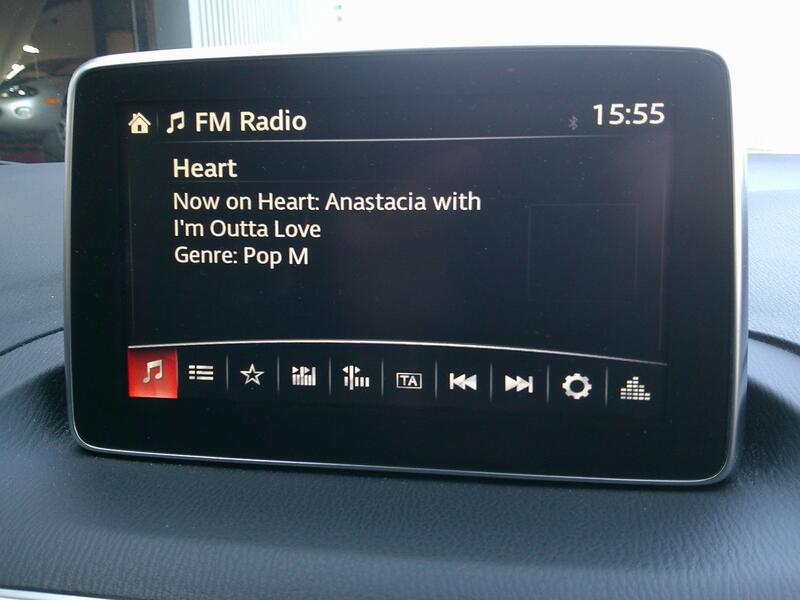 FM Radio
15:55
Heart
Now on Heart: Anastacia with
I'm Outta Love
Genre: Pop M
TA